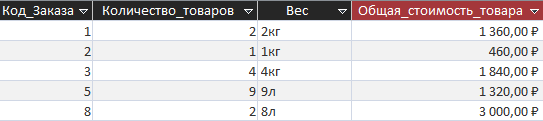 Код_Заказа Количество_товаров Вес Общая_стоимость_товара
1 2 2кг 1 360,00 ₽
2 1 1кг 460,00 ₽
3 4 4кг 1 840,00 ₽
5 9 9л 1 320,00 ₽
8 2 8л 3 000,00 ₽